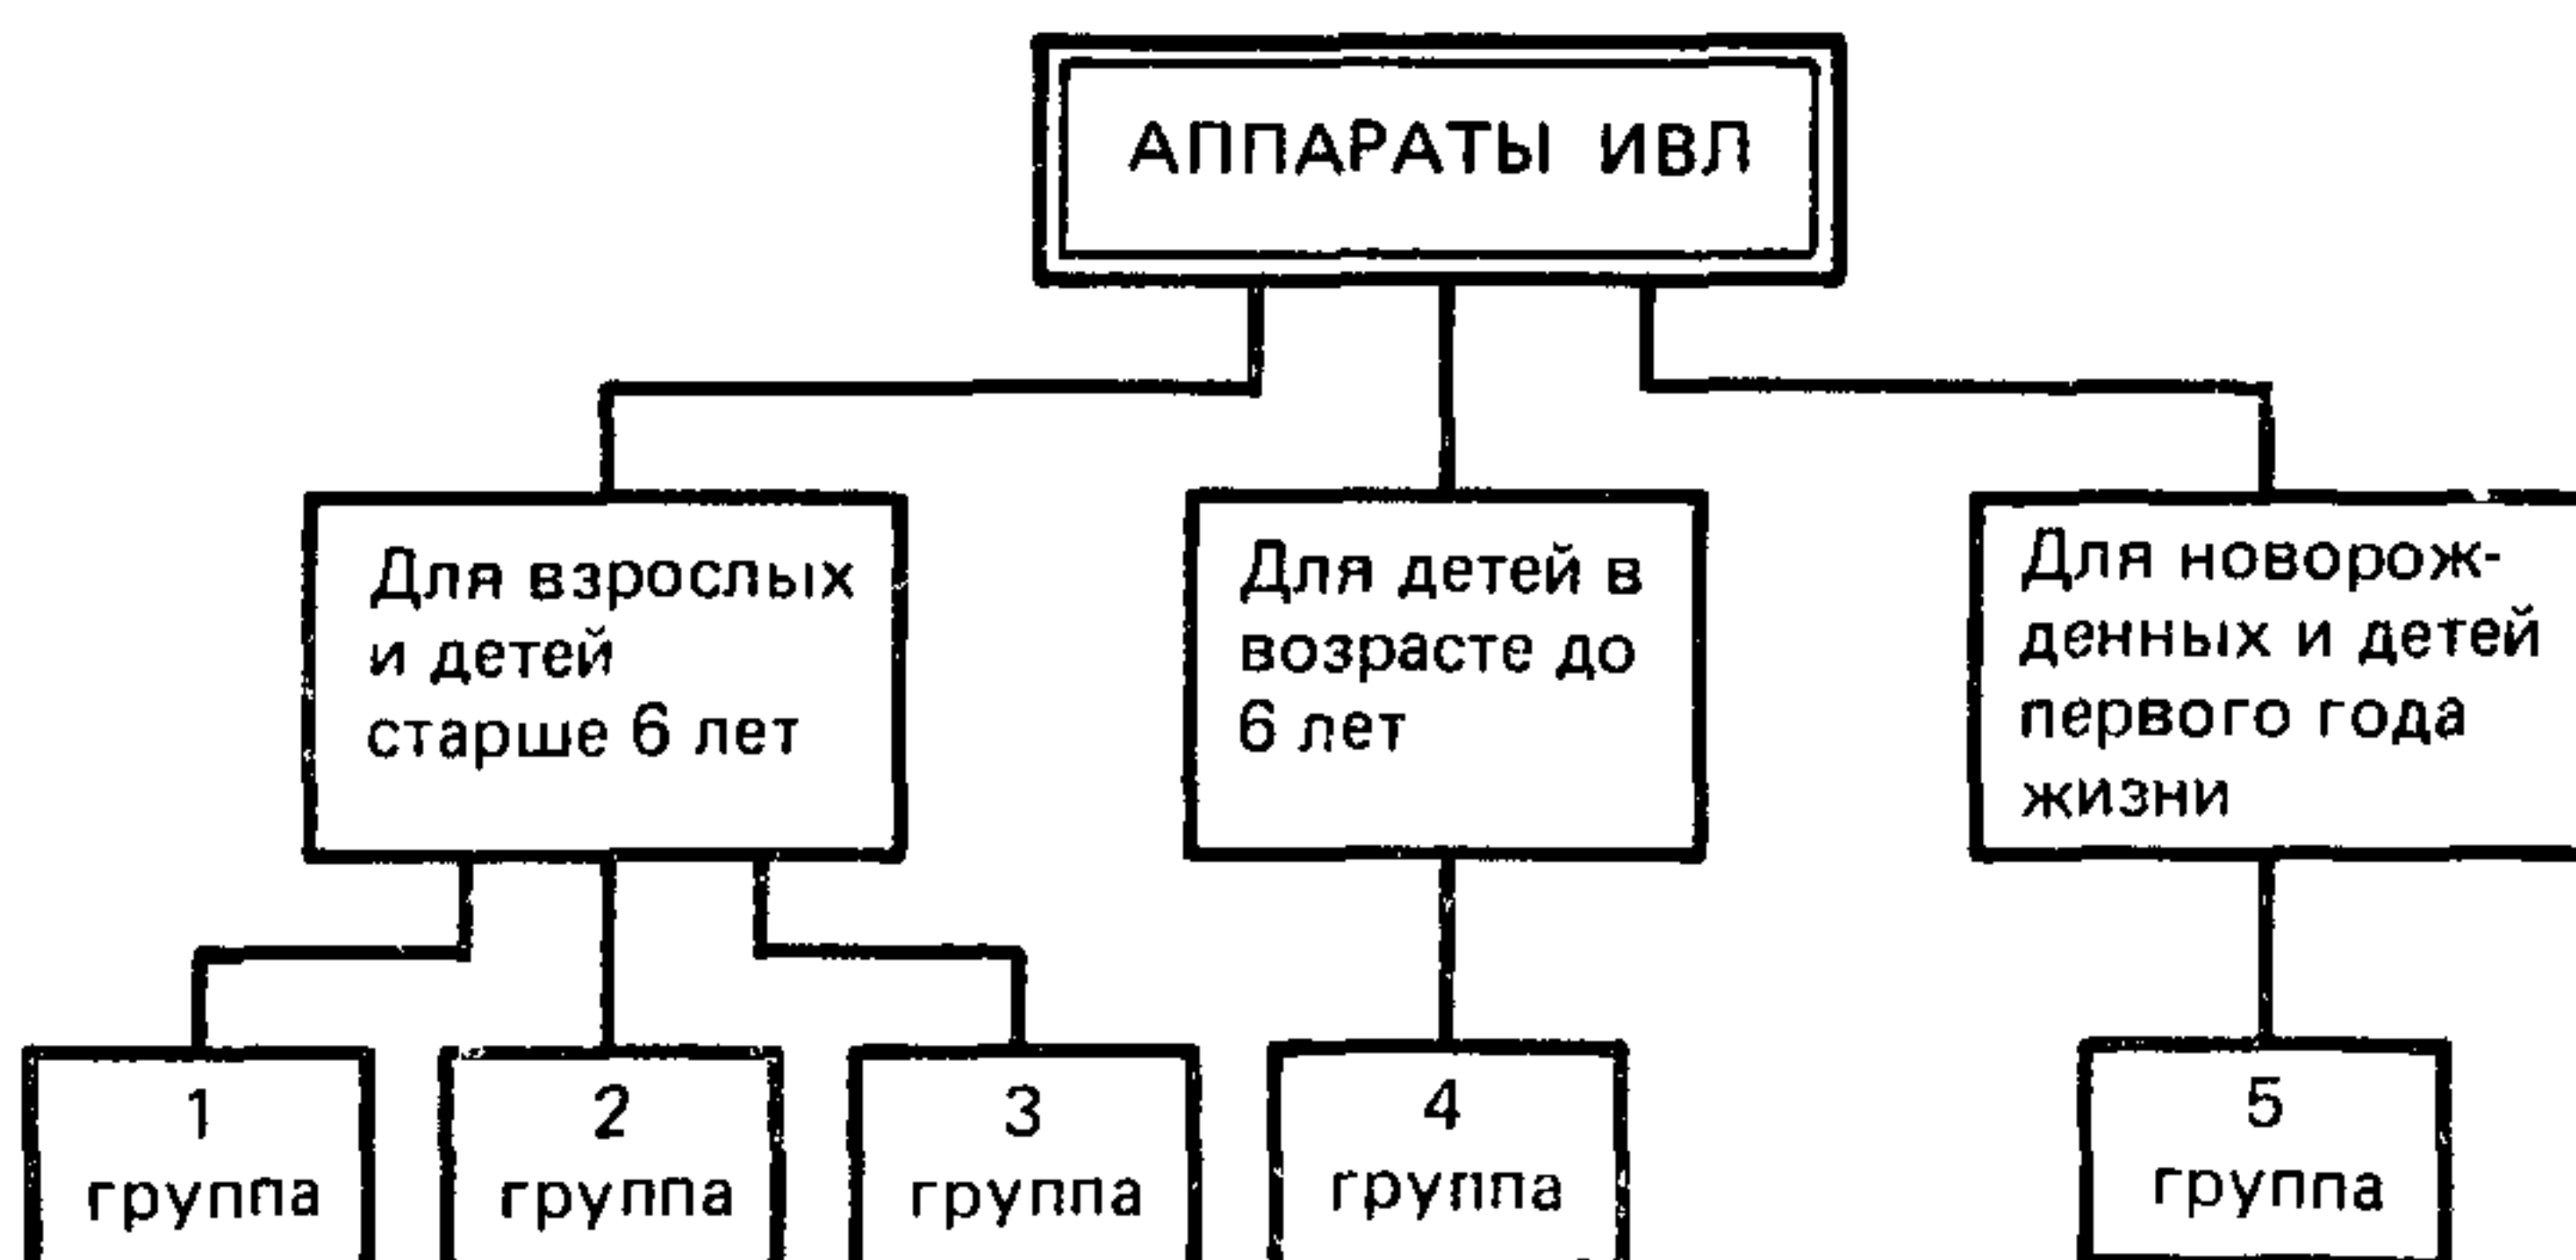 АППАРАТЫ ИВЛ
Для взрослых
и детей
старше 6 лет
Для детей в
возрасте до
6 лет
Для новорож-
денных и детей
первого года
жизни
1
группа
2
группа
3
группа
4
группа
5
группа